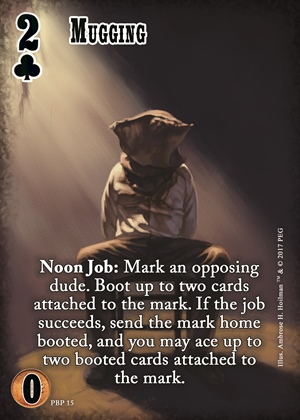 2 Mugging
Noon Job: Mark an opposing
dude. Boot up to two cards
attached to the mark. If the job
succeeds, send the mark home
booted, and you may ace up to
two booted cards attached to
the mark.
0
PBP 15
Illus. Ambrose H. Hoilman ™ & © 2017 PEG